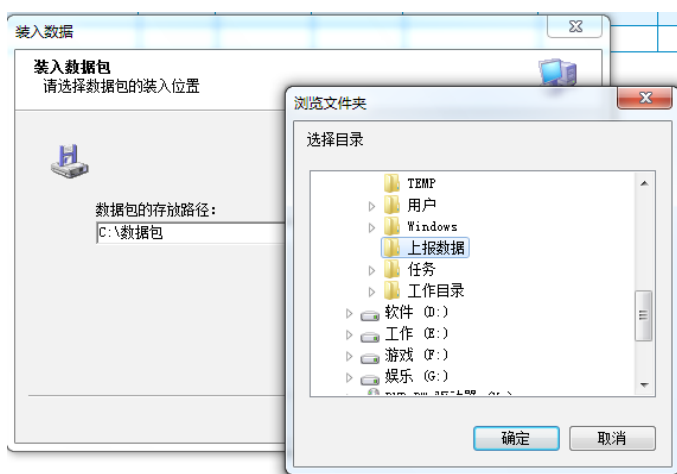 装入数据
装入数据包
请选择数据包的装入位置
数据包的存放路径：
C:\数据包
浏览文件夹
选择目录
TEMP
用户
Windows
上报数据
任务
工作目录
软件 (D:)
工作 (E:)
游戏 (F:)
娱乐 (G:)
确定
取消